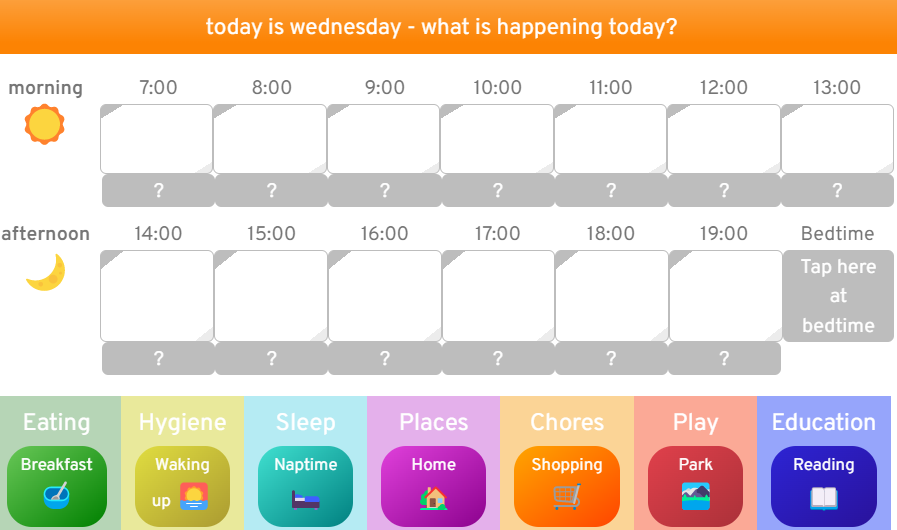 today is wednesday - what is happening today?
morning 7:00 8:00 9:00 10:00 11:00 12:00 13:00
? ? ? ? ? ? ?
afternoon 14:00 15:00 16:00 17:00 18:00 19:00 Bedtime
Tap here
at
bedtime
? ? ? ? ? ?
Eating Hygiene Sleep Places Chores Play Education
Breakfast Waking Naptime Home Shopping Park Reading
up